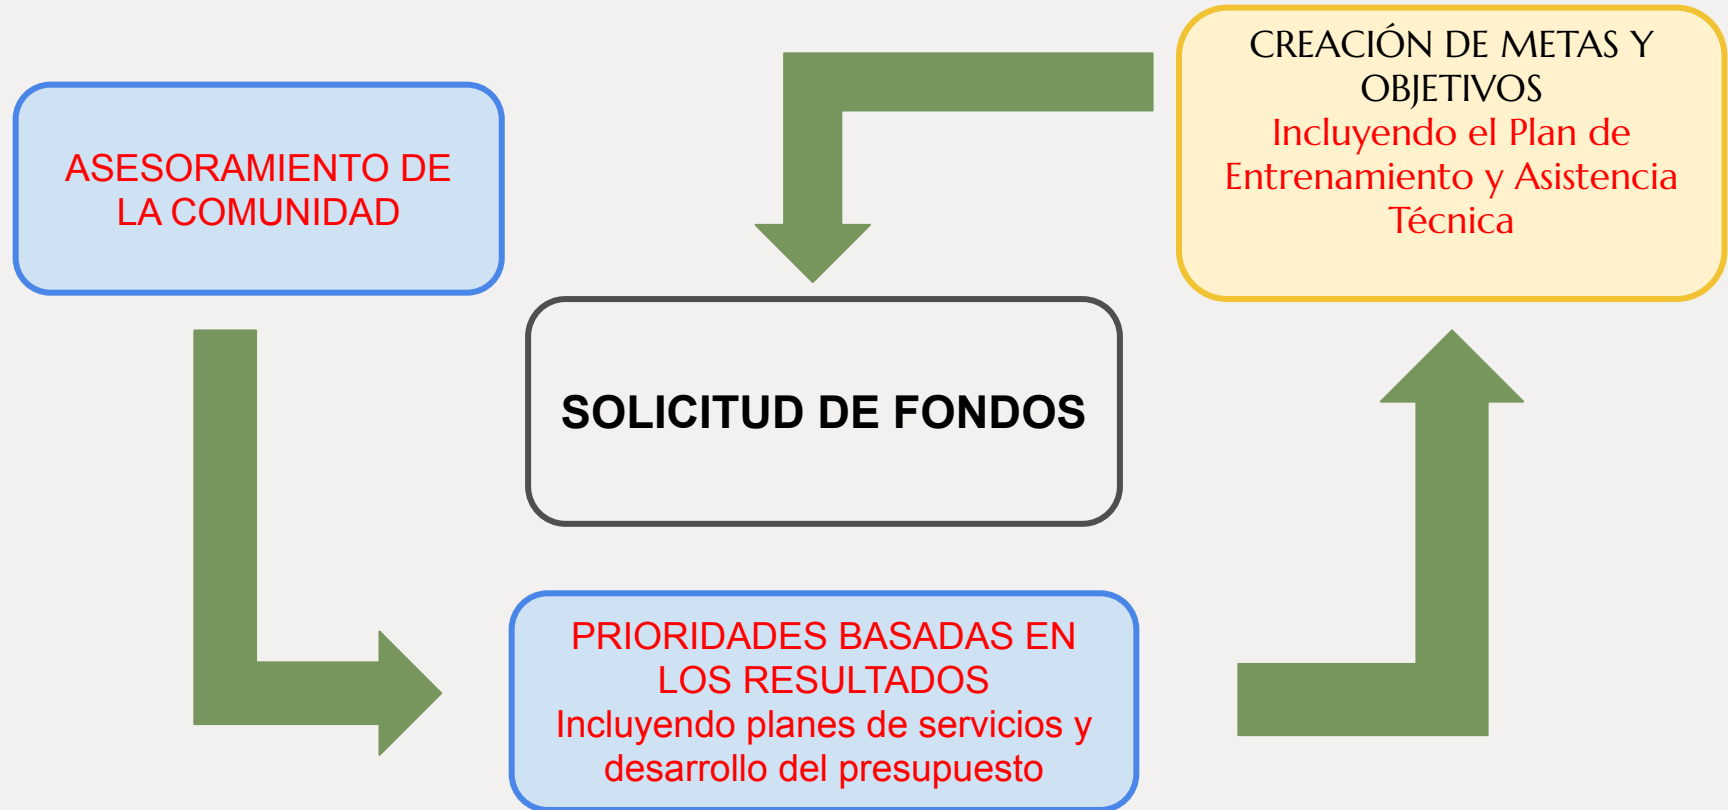 ASESORAMIENTO DE
LA COMUNIDAD
PRIORIDADES BASADAS EN
LOS RESULTADOS
Incluyendo planes de servicios y
desarrollo del presupuesto
CREACIÓN DE METAS Y
OBJETIVOS
Incluyendo el Plan de
Entrenamiento y Asistencia
Técnica
SOLICITUD DE FONDOS